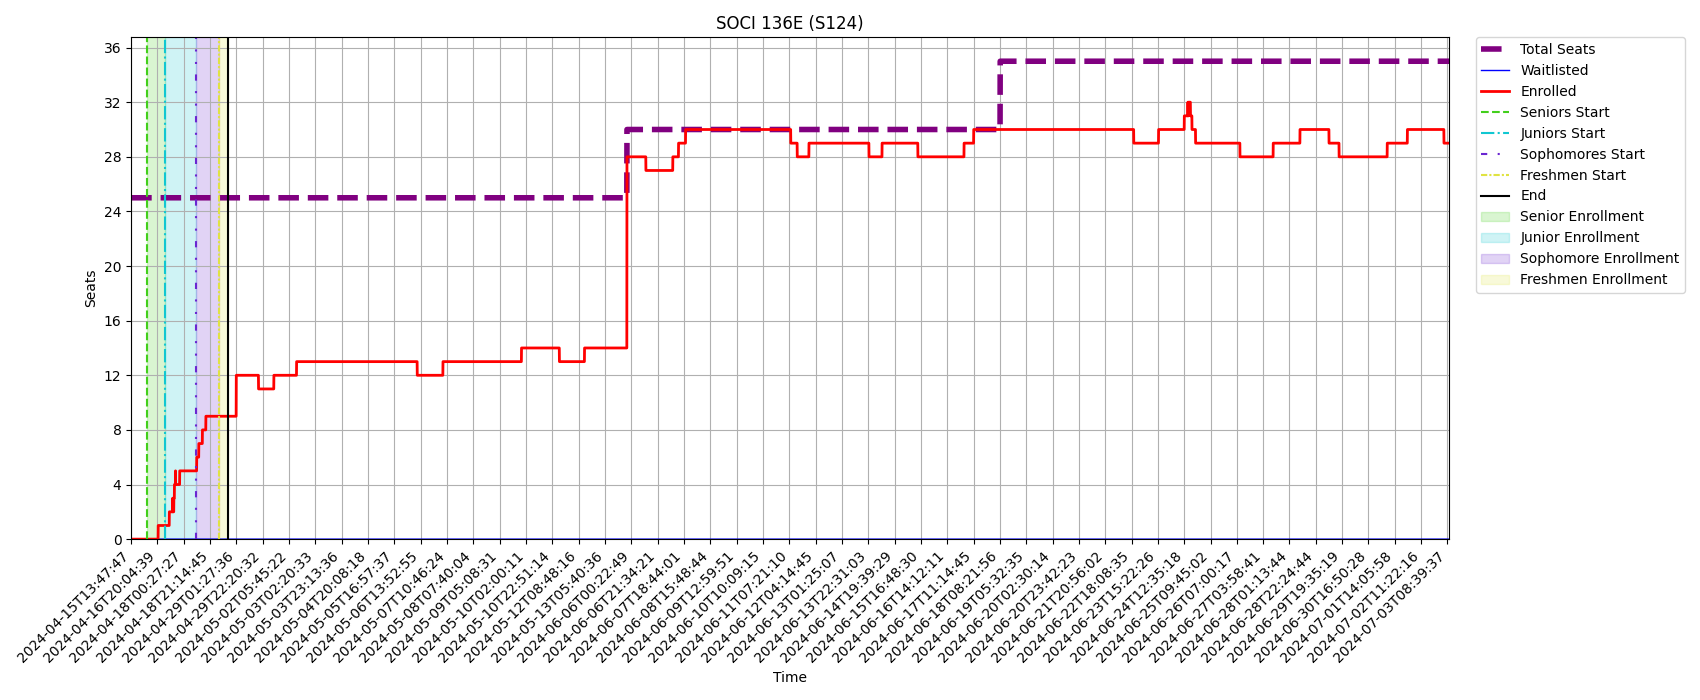 SOCI 136E (S124)
Seats
36
32
28
24
20
16
12
8
4
0
2024-04-15T13:47:47
2024-04-16T20:04:39
2024-04-18T00:27:27
2024-04-18T21:14:45
2024-04-29T01:27:36
2024-04-29T22:20:32
2024-05-02T05:45:22
2024-05-03T02:20:33
2024-05-03T23:13:36
2024-05-04T20:08:18
2024-05-05T16:57:37
2024-05-06T13:52:55
2024-05-07T10:46:24
2024-05-08T07:40:04
2024-05-09T05:08:31
2024-05-10T02:00:11
2024-05-10T22:51:14
2024-05-12T08:48:16
2024-05-13T05:40:36
2024-06-06T00:22:49
2024-06-06T21:34:21
2024-06-07T18:44:01
2024-06-08T15:48:44
2024-06-09T12:59:51
2024-06-10T10:09:15
2024-06-11T07:21:10
2024-06-12T04:14:45
2024-06-13T01:25:07
2024-06-13T22:31:03
2024-06-14T19:39:29
2024-06-15T16:48:30
2024-06-16T14:12:11
2024-06-17T11:14:45
2024-06-18T08:21:56
2024-06-19T05:32:35
2024-06-20T02:30:14
2024-06-20T23:42:23
2024-06-21T20:56:02
2024-06-22T18:08:35
2024-06-23T15:22:26
2024-06-24T12:35:18
2024-06-25T09:45:02
2024-06-26T07:00:17
2024-06-27T03:58:41
2024-06-28T01:13:44
2024-06-28T22:24:44
2024-06-29T19:35:19
2024-06-30T16:50:28
2024-07-01T14:05:58
2024-07-02T11:22:16
2024-07-03T08:39:37
Time
Total Seats
Waitlisted
Enrolled
Seniors Start
Juniors Start
Sophomores Start
Freshmen Start
End
Senior Enrollment
Junior Enrollment
Sophomore Enrollment
Freshmen Enrollment